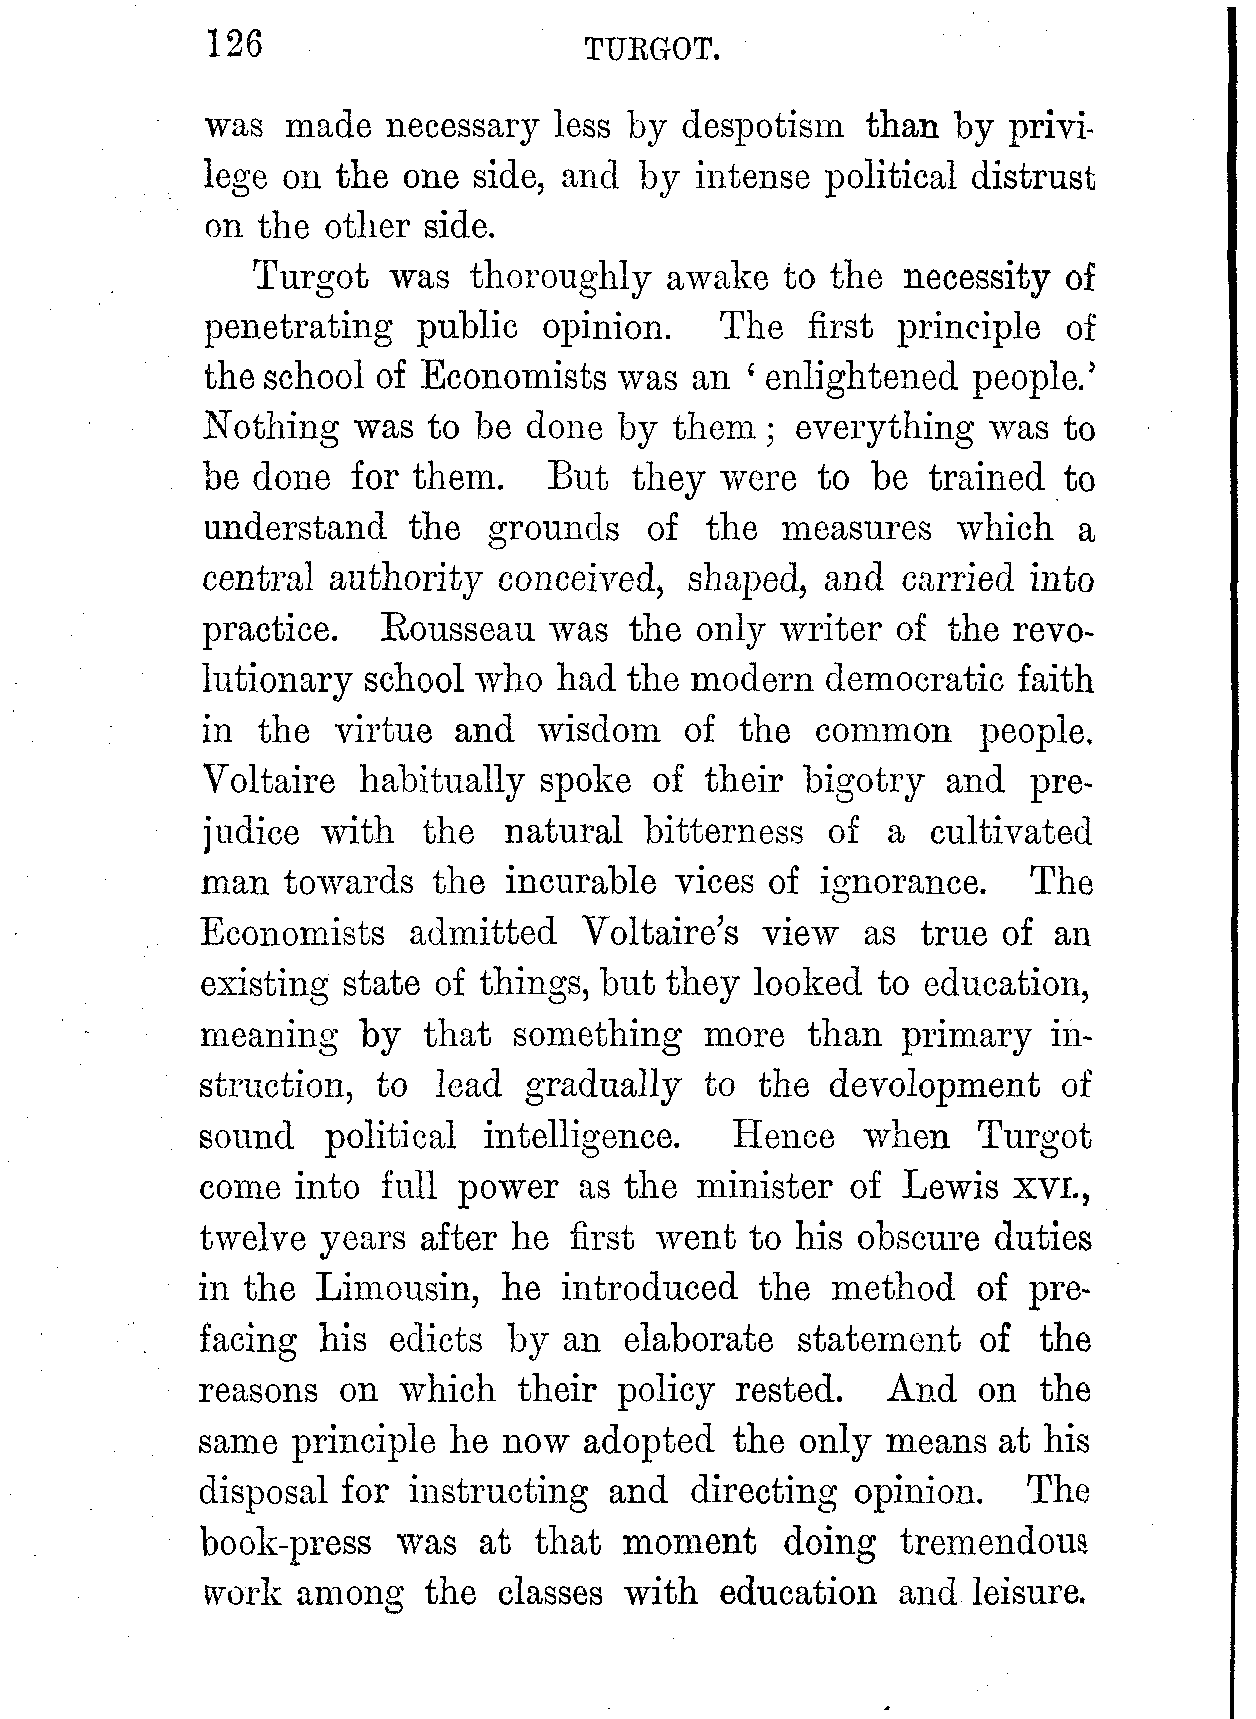 126 TURGOT.
was made necessary less by despotism than by privi-
lege on the one side, and by intense political distrust
on the other side.
Turgot was thoroughly awake to the necessity of
penetrating public opinion. The first principle of
the school of Economists was an ‘ enlightened people.’
Nothing was to be done by them ; everything was to
be done for them. But they were to be trained to
understand the grounds of the measures which a
central authority conceived, shaped, and carried into
practice. Rousseau was the only writer of the revo-
lutionary school who had the modern democratic faith
in the virtue and wisdom of the common people.
Voltaire habitually spoke of their bigotry and pre-
judice with the natural bitterness of a cultivated
man towards the incurable vices of ignorance. The
Economists admitted Voltaire’s view as true of an
existing state of things, but they looked to education,
meaning by that something more than primary in-
struction, to lead gradually to the devolopment of
sound political intelligence. Hence when Turgot
come into full power as the minister of Lewis XVI.,
twelve years after he first went to his obscure duties
in the Limousin, he introduced the method of pre-
facing his edicts by an elaborate statement of the
reasons on which their policy rested. And on the
same principle he now adopted the only means at his
disposal for instructing and directing opinion. The
book-press was at that moment doing tremendous
work among the classes with education and leisure.